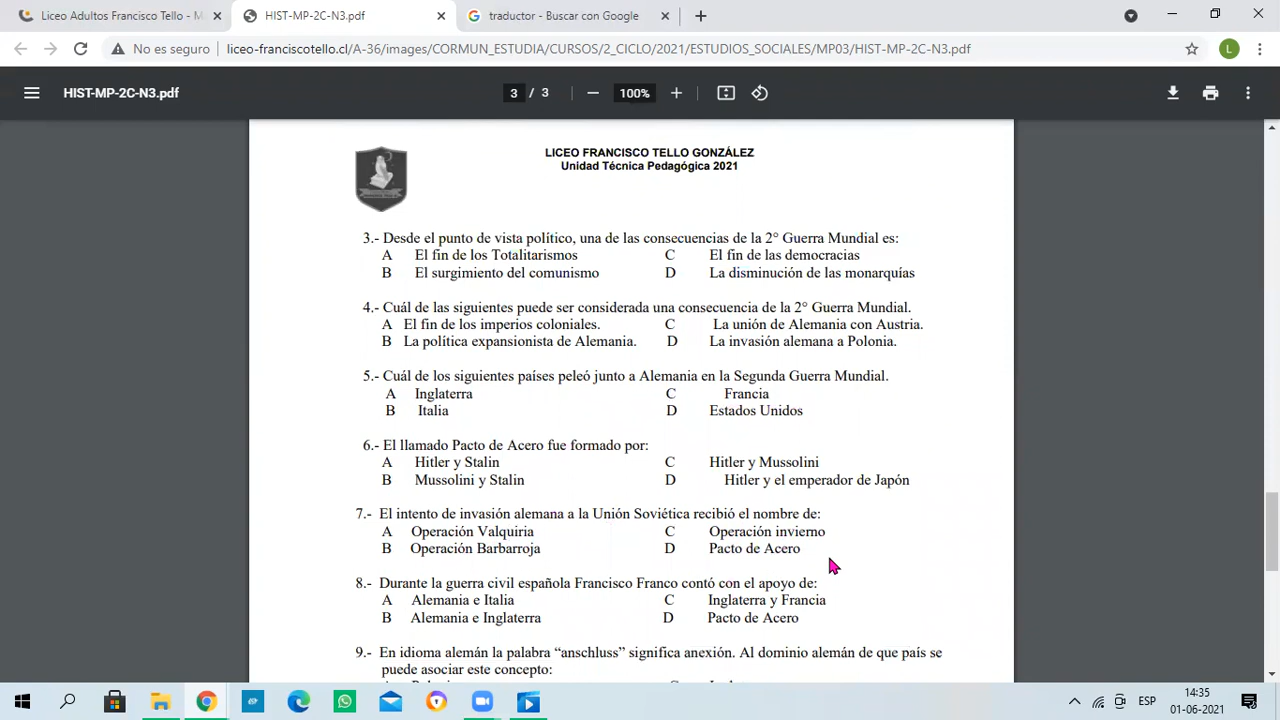 Liceo Adultos Francisco Tello - M
HIST-MP-2C-N3.pdf
traductor - Buscar con Google
No es seguro
liceo-franciscotello.cl/A-36/images/CORMUN_ESTUDIA/CURSOS/2_CICLO/2021/ESTUDIOS_SOCIALES/MP03/HIST-MP-2C-N3.pdf
L
HIST-MP-2C-N3.pdf
3 / 3
100%
LICEO FRANCISCO TELLO GONZÁLEZ
Unidad Técnica Pedagógica 2021
3.- Desde el punto de vista político, una de las consecuencias de la 2° Guerra Mundial es:
A El fin de los Totalitarismos C El fin de las democracias
B El surgimiento del comunismo D La disminución de las monarquías
4.- Cuál de las siguientes puede ser considerada una consecuencia de la 2° Guerra Mundial.
A El fin de los imperios coloniales. C La unión de Alemania con Austria.
B La política expansionista de Alemania. D La invasión alemana a Polonia.
5.- Cuál de los siguientes países peleó junto a Alemania en la Segunda Guerra Mundial.
A Inglaterra C Francia
B Italia D Estados Unidos
6.- El llamado Pacto de Acero fue formado por:
A Hitler y Stalin C Hitler y Mussolini
B Mussolini y Stalin D Hitler y el emperador de Japón
7.- El intento de invasión alemana a la Unión Soviética recibió el nombre de:
A Operación Valquiria C Operación invierno
B Operación Barbarroja D Pacto de Acero
8.- Durante la guerra civil española Francisco Franco contó con el apoyo de:
A Alemania e Italia C Inglaterra y Francia
B Alemania e Inglaterra D Pacto de Acero
9.- En idioma alemán la palabra “anschluss” significa anexión. Al dominio alemán de que país se
puede asociar este concepto:
ESP
14:35
01-06-2021